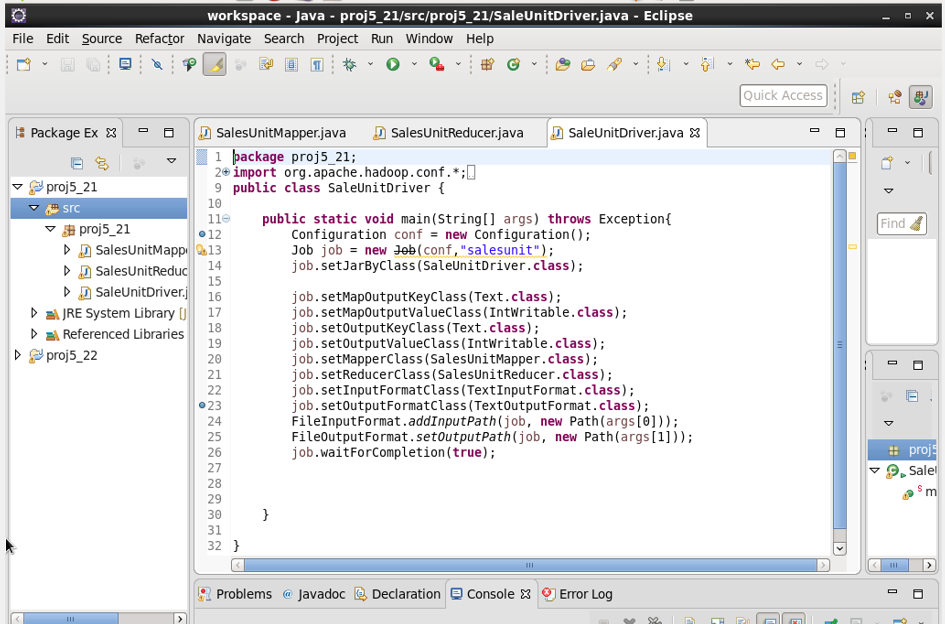 workspace - Java - proj5_21/src/proj5_21/SaleUnitDriver.java - Eclipse
File Edit Source Refactor Navigate Search Project Run Window Help
Quick Access
Package Ex
SalesUnitMapper.java SalesUnitReducer.java SaleUnitDriver.java
proj5_21
src
proj5_21
SalesUnitMapp
SalesUnitReduc
SaleUnitDriver.j
JRE System Library [J
Referenced Libraries
proj5_22
1 package proj5_21;
2 import org.apache.hadoop.conf.*;
9 public class SaleUnitDriver {
10
11 public static void main(String[] args) throws Exception{
12 Configuration conf = new Configuration();
13 Job job = new Job(conf,"salesunit");
14 job.setJarByClass(SaleUnitDriver.class);
15
16 job.setMapOutputKeyClass(Text.class);
17 job.setMapOutputValueClass(IntWritable.class);
18 job.setOutputKeyClass(Text.class);
19 job.setOutputValueClass(IntWritable.class);
20 job.setMapperClass(SalesUnitMapper.class);
21 job.setReducerClass(SalesUnitReducer.class);
22 job.setInputFormatClass(TextInputFormat.class);
23 job.setOutputFormatClass(TextOutputFormat.class);
24 FileInputFormat.addInputPath(job, new Path(args[0]));
25 FileOutputFormat.setOutputPath(job, new Path(args[1]));
26 job.waitForCompletion(true);
27
28
29
30 }
31
32 }
Find
proj5
Sale
m
Problems Javadoc Declaration Console Error Log